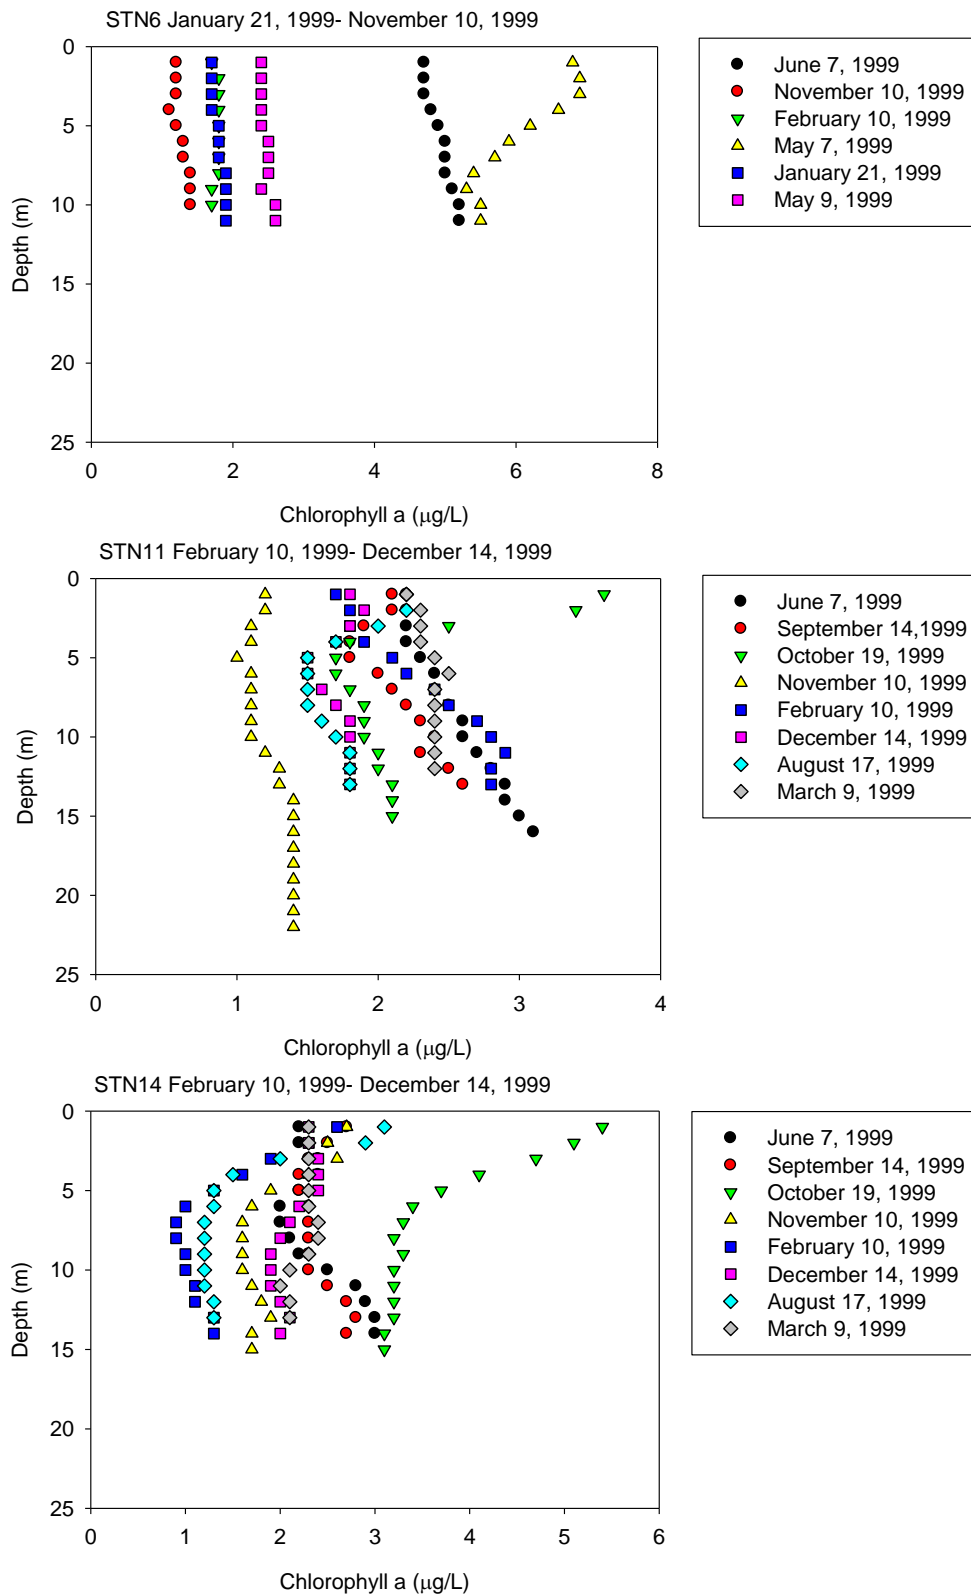 STN6 January 21, 1999- November 10, 1999
0
5
10
15
20
25
Depth (m)
0 2 4 6 8
Chlorophyll a (μg/L)
June 7, 1999
November 10, 1999
February 10, 1999
May 7, 1999
January 21, 1999
May 9, 1999
STN11 February 10, 1999- December 14, 1999
0
5
10
15
20
25
Depth (m)
0 1 2 3 4
Chlorophyll a (μg/L)
June 7, 1999
September 14,1999
October 19, 1999
November 10, 1999
February 10, 1999
December 14, 1999
August 17, 1999
March 9, 1999
STN14 February 10, 1999- December 14, 1999
0
5
10
15
20
25
Depth (m)
0 1 2 3 4 5 6
Chlorophyll a (μg/L)
June 7, 1999
September 14, 1999
October 19, 1999
November 10, 1999
February 10, 1999
December 14, 1999
August 17, 1999
March 9, 1999